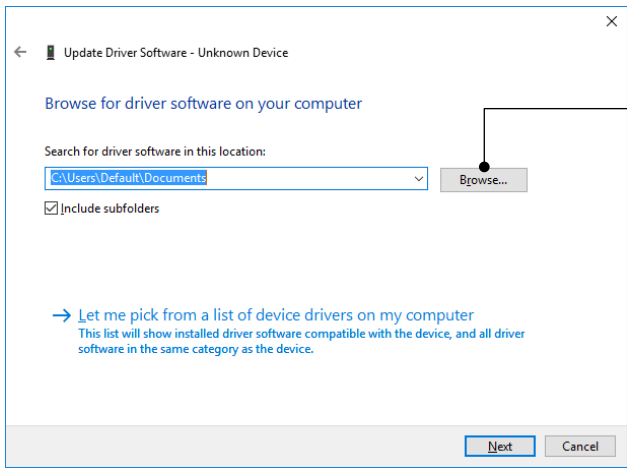 Update Driver Software - Unknown Device
Browse for driver software on your computer
Search for driver software in this location:
C:\Users\Default\Documents
Browse...
Include subfolders
Let me pick from a list of device drivers on my computer
This list will show installed driver software compatible with the device, and all driver
software in the same category as the device.
Next
Cancel